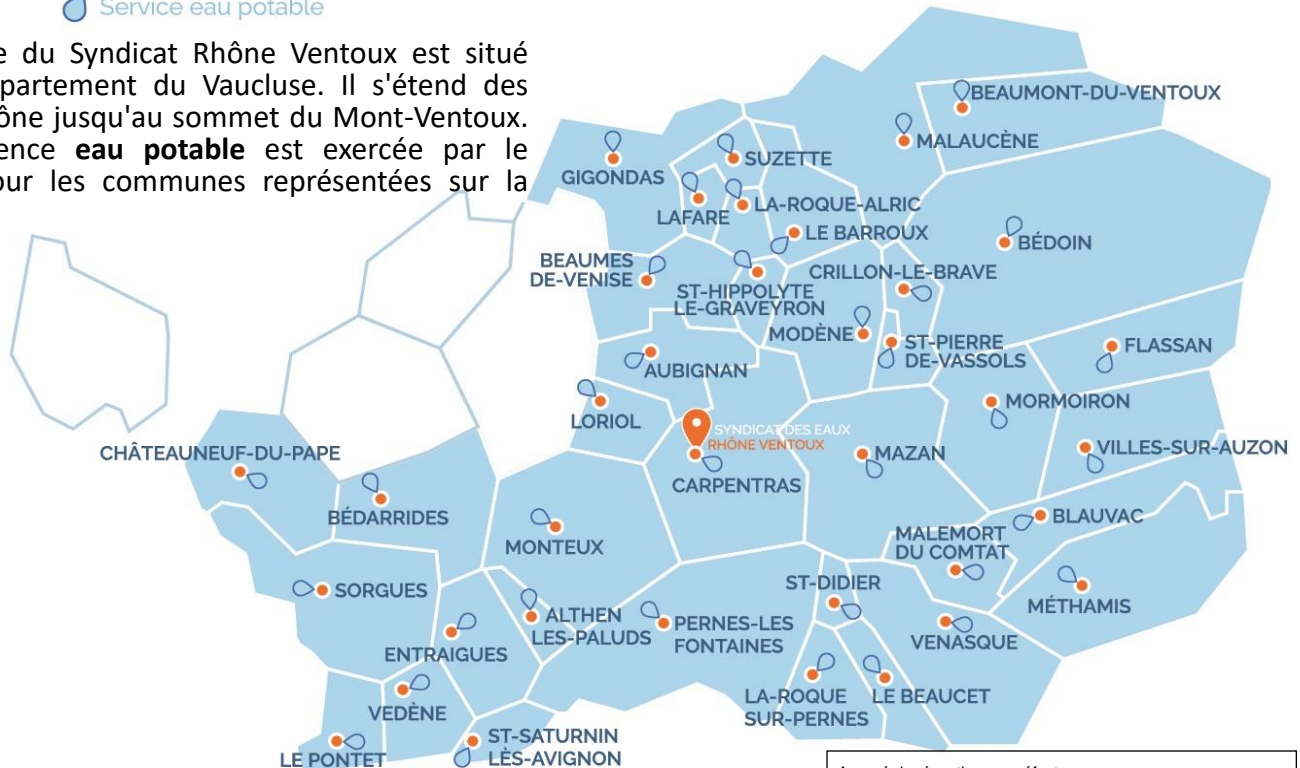 Service eau potable
e du Syndicat Rhône Ventoux est situé
partement du Vaucluse. Il s'étend des
ône jusqu'au sommet du Mont-Ventoux.
ence eau potable est exercée par le
our les communes représentées sur la
BEAUMONT-DU-VENTOUX
MALAUCÈNE
SUZETTE
GIGONDAS
LAFARE
LA-ROQUE-ALRIC
LE BARROUX
BÉDOIN
BEAUMES
DE-VENISE
CRILLON-LE-BRAVE
ST-HIPPOLYTE
LE-GRAVEYRON
MODÈNE
ST-PIERRE
DE-VASSOLS
FLASSAN
AUBIGNAN
MORMOIRON
LORIOL
SYNDICAT DES EAUX
RHÔNE VENTOUX
CARPENTRAS
MAZAN
VILLES-SUR-AUZON
CHÂTEAUNEUF-DU-PAPE
BÉDARRIDES
MONTEUX
BLAUVAC
MALEMORT
DU COMTAT
MÉTHAMIS
SORGUES
ST-DIDIER
ALTHEN
LES-PALUDS
PERNES-LES
FONTAINES
VENASQUE
ENTRAIGUES
LA-ROQUE
SUR-PERNES
LE BEAUCET
VEDÈNE
ST-SATURNIN
LÈS-AVIGNON
LE PONTET